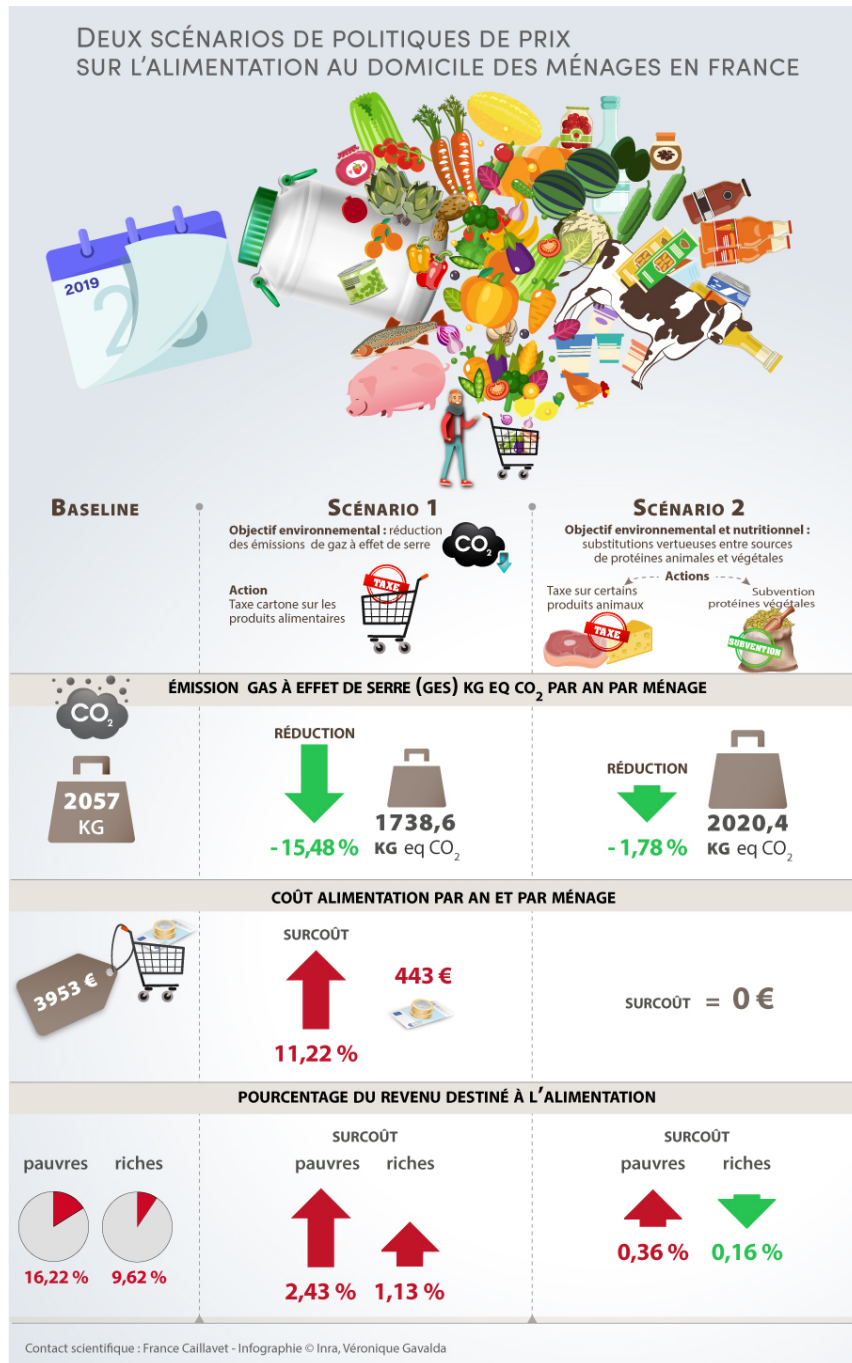 DEUX SCÉNARIOS DE POLITIQUES DE PRIX
SUR L'ALIMENTATION AU DOMICILE DES MÉNAGES EN FRANCE
2019
BASELINE
SCÉNARIO 1
Objectif environnemental : réduction
des émissions de gaz à effet de serre
CO2
Action
Taxe cartone sur les
produits alimentaires
TAXE
SCÉNARIO 2
Objectif environnemental et nutritionnel :
substitutions vertueuses entre sources
de protéines animales et végétales
Actions
Taxe sur certains
produits animaux
TAXE
Subvention
protéines végétales
SUBVENTION
ÉMISSION GAS À EFFET DE SERRE (GES) KG EQ CO2 PAR AN PAR MÉNAGE
CO2
2057
KG
RÉDUCTION
- 15,48 %
1738,6
KG eq CO2
RÉDUCTION
- 1,78 %
2020,4
KG eq CO2
COÛT ALIMENTATION PAR AN ET PAR MÉNAGE
3953 €
SURCOÛT
11,22 %
443 €
SURCOÛT = 0 €
POURCENTAGE DU REVENU DESTINÉ À L'ALIMENTATION
pauvres riches
16,22 % 9,62 %
SURCOÛT
pauvres riches
2,43 % 1,13 %
SURCOÛT
pauvres riches
0,36 % 0,16 %
Contact scientifique : France Caillavet - Infographie © Inra, Véronique Gavalda